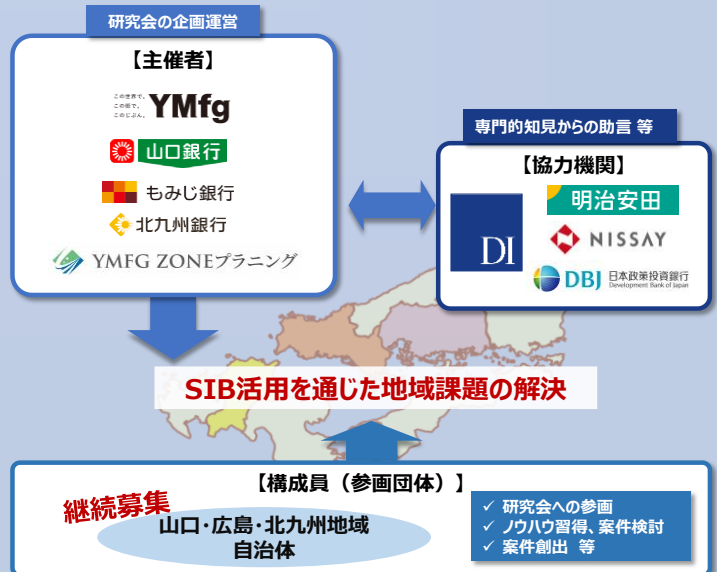 研究会の企画運営
【主催者】
この世界で。
この街で。
このじぶん。
YMfg
山口銀行
もみじ銀行
北九州銀行
YMFG ZONEプラニング
専門的知見からの助言 等
【協力機関】
DI
明治安田
NISSAY
DBJ 日本政策投資銀行
Development Bank of Japan
SIB活用を通じた地域課題の解決
【構成員（参画団体）】
継続募集
山口・広島・北九州地域
自治体
✓ 研究会への参画
✓ ノウハウ習得、案件検討
✓ 案件創出 等